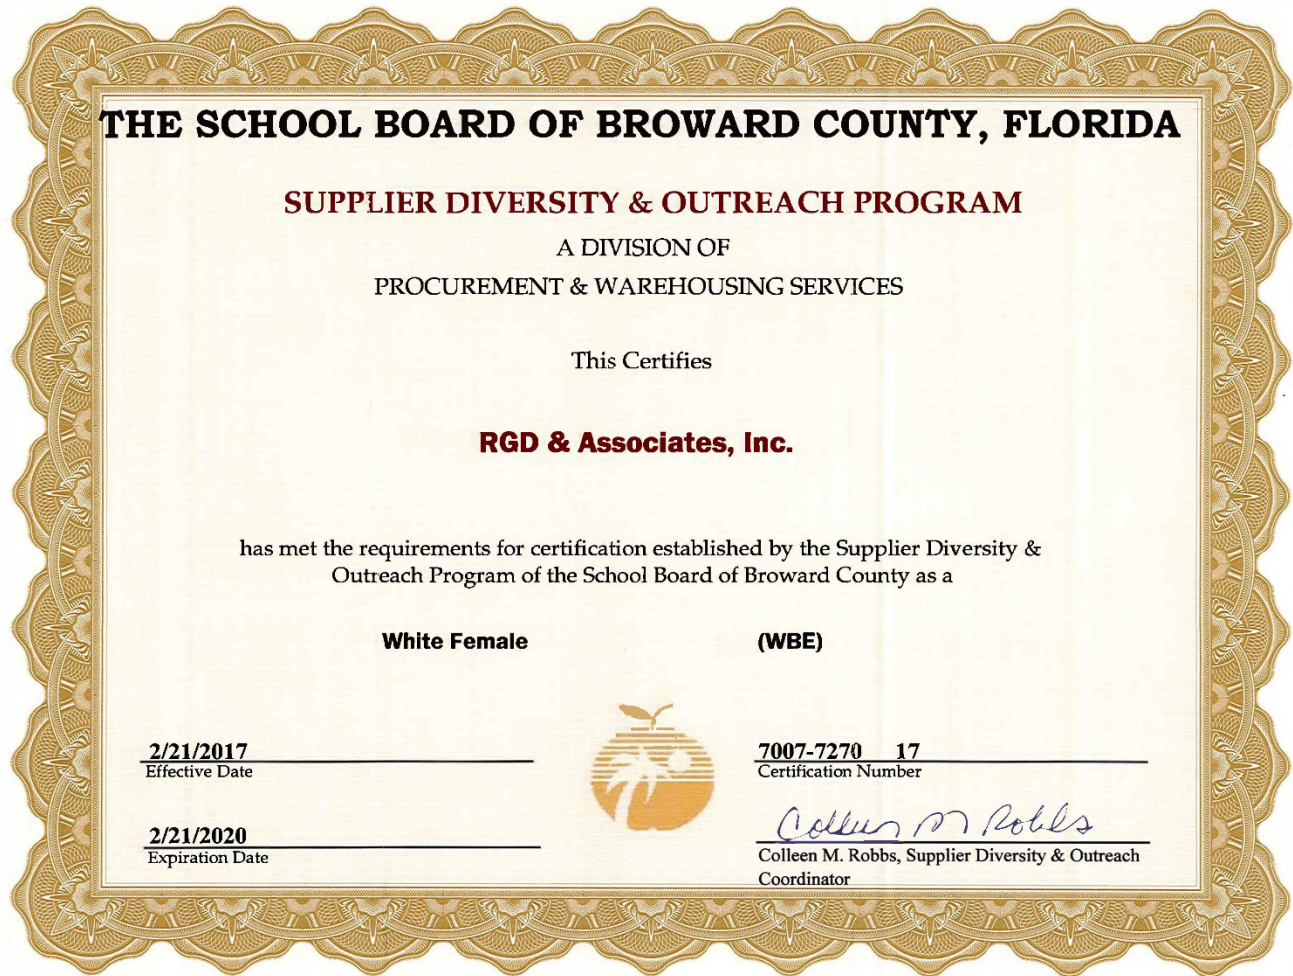 THE SCHOOL BOARD OF BROWARD COUNTY, FLORIDA
SUPPLIER DIVERSITY & OUTREACH PROGRAM
A DIVISION OF
PROCUREMENT & WAREHOUSING SERVICES
This Certifies
RGD & Associates, Inc.
has met the requirements for certification established by the Supplier Diversity &
Outreach Program of the School Board of Broward County as a
White Female (WBE)
2/21/2017
Effective Date
7007-7270 17
Certification Number
2/21/2020
Expiration Date
Colleen M Robbs
Colleen M. Robbs, Supplier Diversity & Outreach
Coordinator